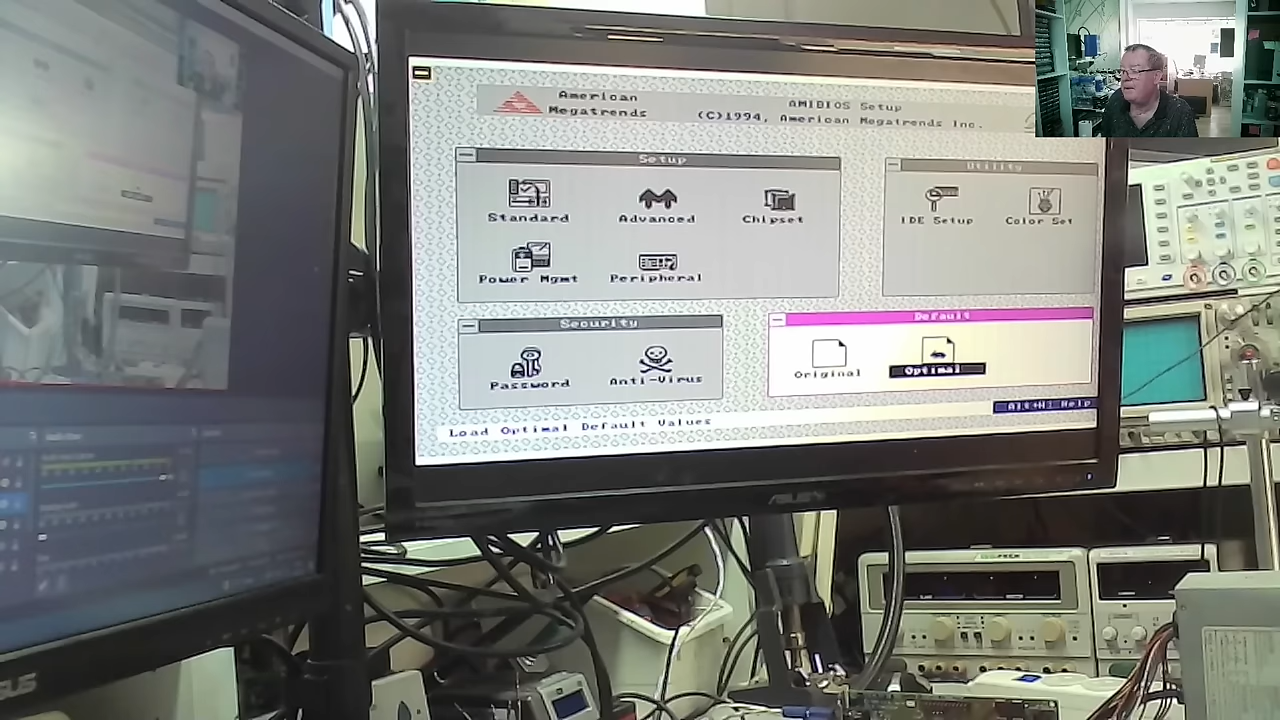 American
Megatrends
AMIBIOS Setup
(C)1994, American Megatrends Inc.
Setup
Utility
Standard
Advanced
Chipset
IDE Setup
Color Set
Power Mgmt
Peripheral
Security
Default
Password
Anti-Virus
Original
Optimal
Alt+H: Help
Load Optimal Default Values
ASUS